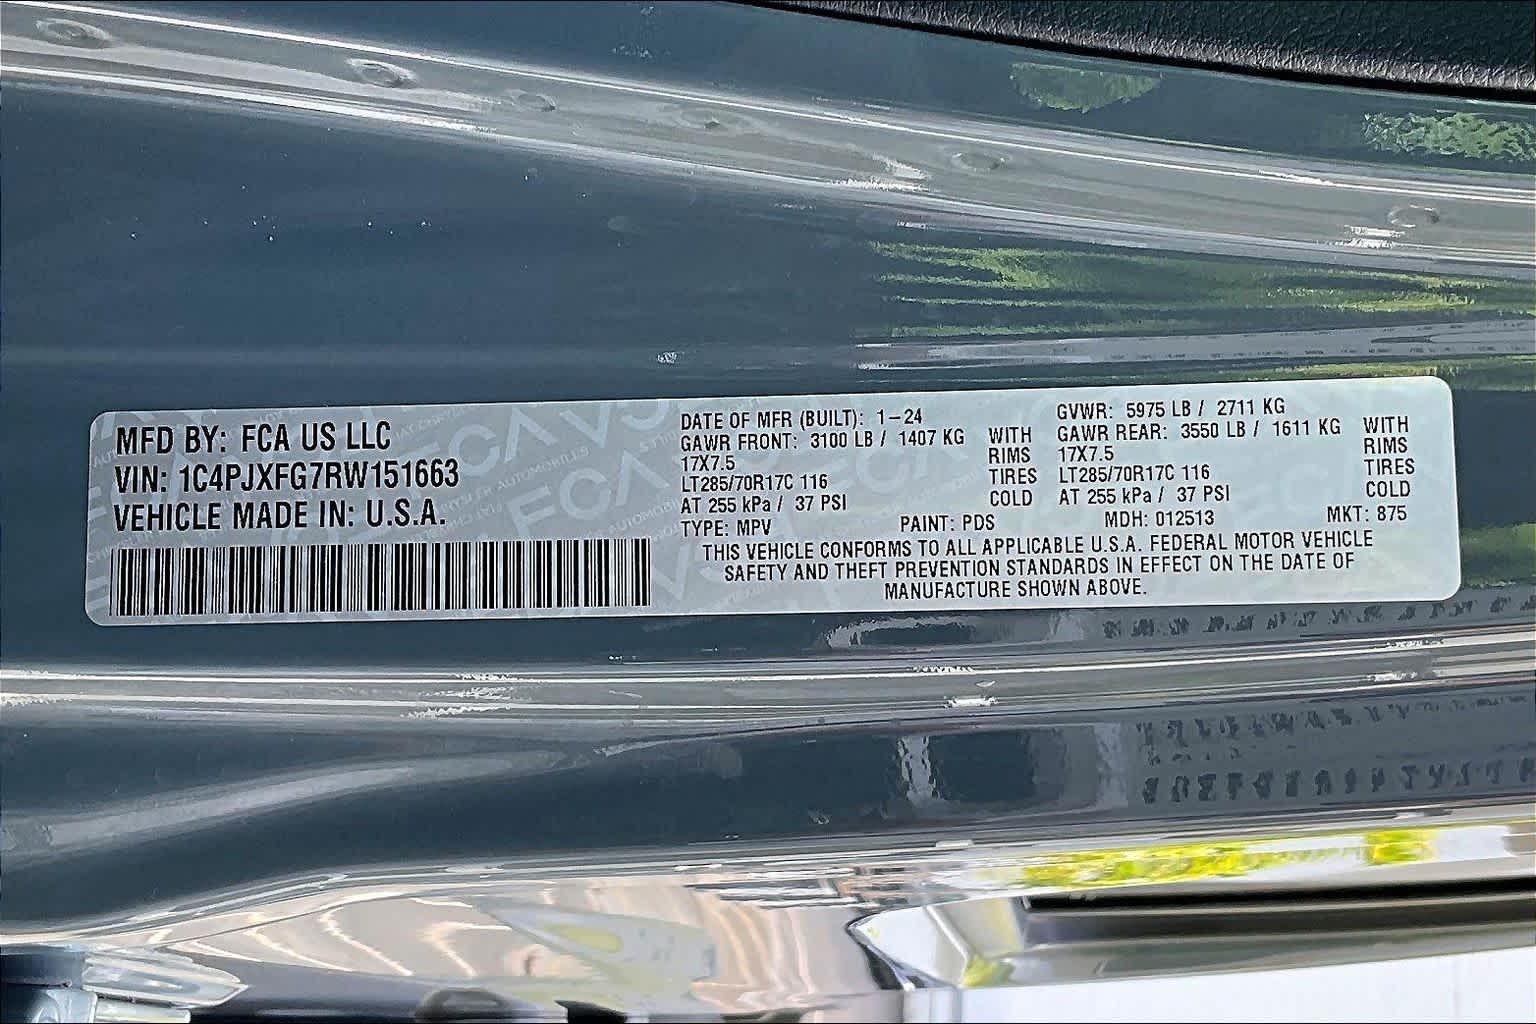 MFD BY: FCA US LLC
VIN: 1C4PJXFG7RW151663
VEHICLE MADE IN: U.S.A.
DATE OF MFR (BUILT): 1-24
GAWR FRONT: 3100 LB / 1407 KG WITH
17X7.5 RIMS
LT285/70R17C 116 TIRES
AT 255 kPa / 37 PSI COLD
GVWR: 5975 LB / 2711 KG
GAWR REAR: 3550 LB / 1611 KG WITH
17X7.5 RIMS
LT285/70R17C 116 TIRES
AT 255 kPa / 37 PSI COLD
TYPE: MPV PAINT: PDS MDH: 012513 MKT: 875
THIS VEHICLE CONFORMS TO ALL APPLICABLE U.S.A. FEDERAL MOTOR VEHICLE
SAFETY AND THEFT PREVENTION STANDARDS IN EFFECT ON THE DATE OF
MANUFACTURE SHOWN ABOVE.